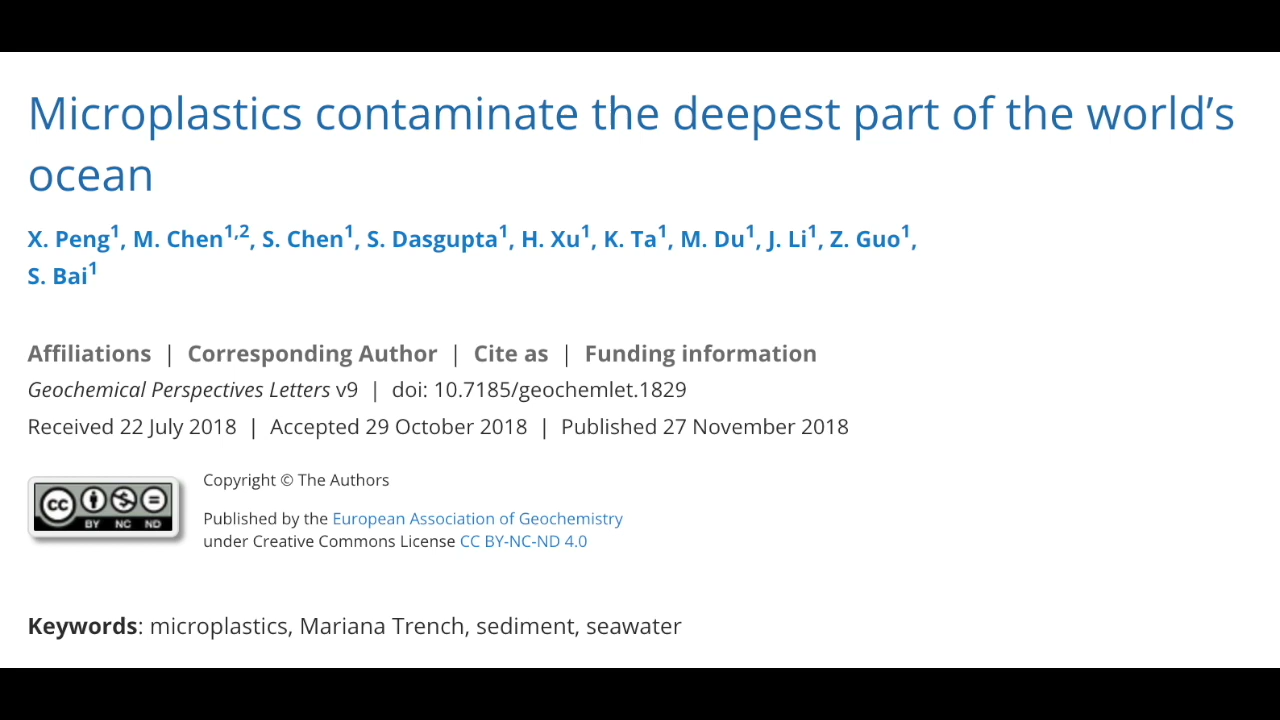 Microplastics contaminate the deepest part of the world’s
ocean
X. Peng1, M. Chen1,2, S. Chen1, S. Dasgupta1, H. Xu1, K. Ta1, M. Du1, J. Li1, Z. Guo1,
S. Bai1
Affiliations | Corresponding Author | Cite as | Funding information
Geochemical Perspectives Letters v9 | doi: 10.7185/geochemlet.1829
Received 22 July 2018 | Accepted 29 October 2018 | Published 27 November 2018
Copyright © The Authors
cc BY NC ND
Published by the European Association of Geochemistry
under Creative Commons License CC BY-NC-ND 4.0
Keywords: microplastics, Mariana Trench, sediment, seawater